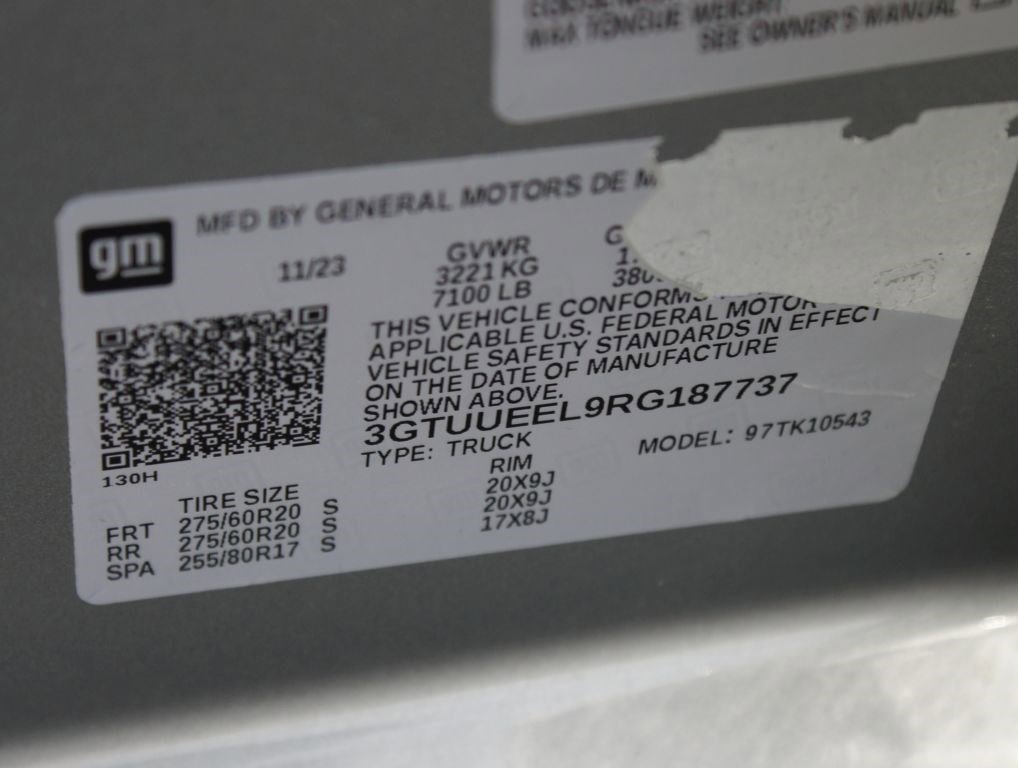 MAX TONGUE WEIGHT
SEE OWNER'S MANUAL
MFD BY GENERAL MOTORS DE
gm
11/23
GVWR
3221 KG
7100 LB
G
1.
380
THIS VEHICLE CONFORMS
APPLICABLE U.S. FEDERAL MOTOR
VEHICLE SAFETY STANDARDS IN EFFECT
ON THE DATE OF MANUFACTURE
SHOWN ABOVE.
3GTUUEEL9RG187737
TYPE: TRUCK MODEL: 97TK10543
130H
TIRE SIZE RIM
FRT 275/60R20 S 20X9J
RR 275/60R20 S 20X9J
SPA 255/80R17 S 17X8J